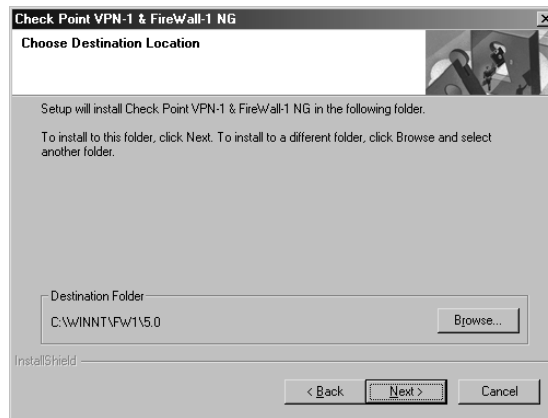 Check Point VPN-1 & FireWall-1 NG
Choose Destination Location
Setup will install Check Point VPN-1 & FireWall-1 NG in the following folder.
To install to this folder, click Next. To install to a different folder, click Browse and select
another folder.
Destination Folder
C:\WINNT\FW1\5.0
Browse...
InstallShield
< Back
Next >
Cancel